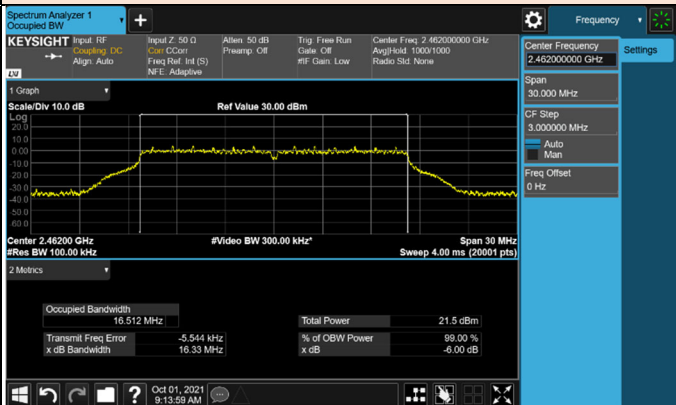 Spectrum Analyzer 1
Occupied BW
+
Frequency
KEYSIGHT
Input: RF
Coupling: DC
Align: Auto
Input Z: 50 Ω
Corr CCorr
Freq Ref: Int (S)
NFE: Adaptive
Atten: 50 dB
Preamp: Off
Trig: Free Run
Gate: Off
#IF Gain: Low
Center Freq: 2.462000000 GHz
Avg|Hold: 1000/1000
Radio Std: None
LXI
Center Frequency
2.462000000 GHz
Settings
Span
30.000 MHz
CF Step
3.000000 MHz
Auto
Man
Freq Offset
0 Hz
1 Graph
Scale/Div 10.0 dB
Ref Value 30.00 dBm
Log
20.0
10.0
0.00
-10.0
-20.0
-30.0
-40.0
-50.0
-60.0
Center 2.46200 GHz
#Video BW 300.00 kHz*
Span 30 MHz
#Res BW 100.00 kHz
Sweep 4.00 ms (20001 pts)
2 Metrics
Occupied Bandwidth
16.512 MHz
Total Power 21.5 dBm
Transmit Freq Error -5.544 kHz
% of OBW Power 99.00 %
x dB Bandwidth 16.33 MHz
x dB -6.00 dB
?
Oct 01, 2021
9:13:59 AM